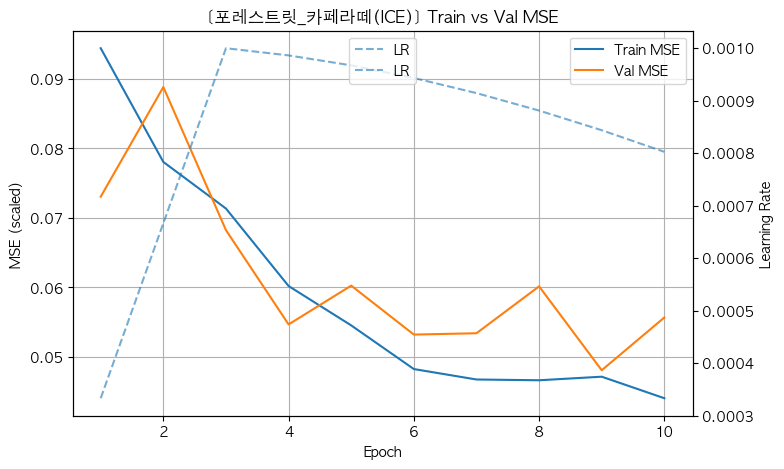 [포레스트릿_카페라떼(ICE)] Train vs Val MSE
LR
LR
Train MSE
Val MSE
MSE (scaled)
0.09
0.08
0.07
0.06
0.05
0.0010
0.0009
0.0008
0.0007
0.0006
0.0005
0.0004
0.0003
Learning Rate
2 4 6 8 10
Epoch